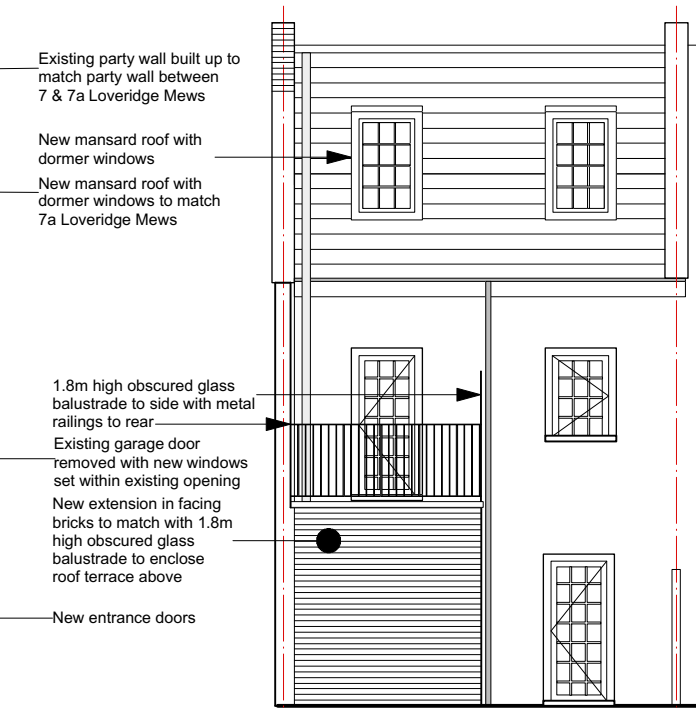 Existing party wall built up to
match party wall between
7 & 7a Loveridge Mews
New mansard roof with
dormer windows
New mansard roof with
dormer windows to match
7a Loveridge Mews
1.8m high obscured glass
balustrade to side with metal
railings to rear
Existing garage door
removed with new windows
set within existing opening
New extension in facing
bricks to match with 1.8m
high obscured glass
balustrade to enclose
roof terrace above
New entrance doors